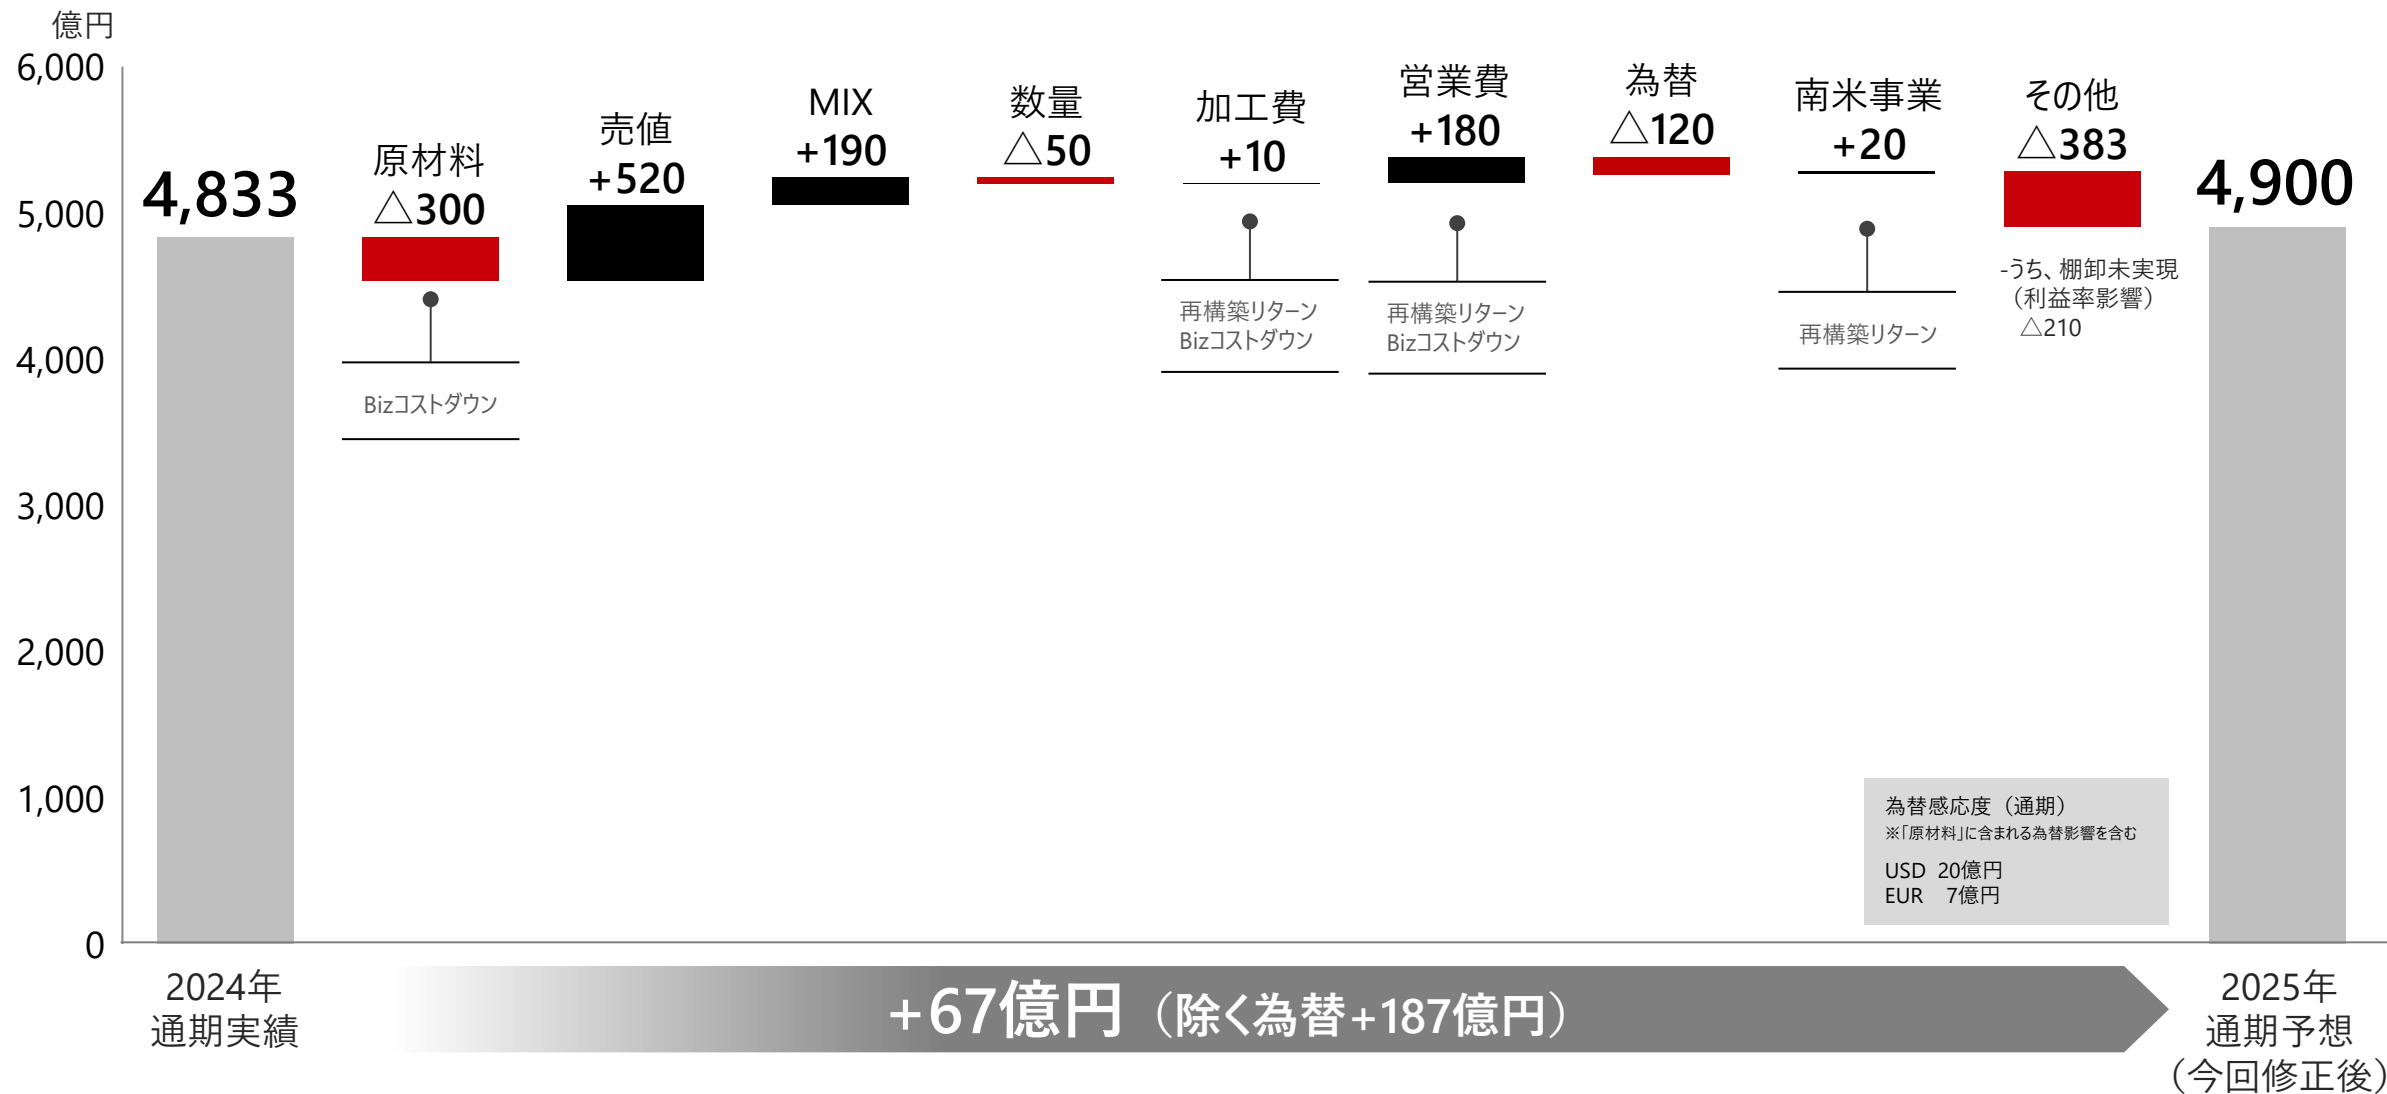 億円
6,000
5,000
4,000
3,000
2,000
1,000
0
4,833
原材料
△300
売値
+520
MIX
+190
数量
△50
加工費
+10
営業費
+180
為替
△120
南米事業
+20
その他
△383
4,900
Bizコストダウン
再構築リターン
Bizコストダウン
再構築リターン
Bizコストダウン
再構築リターン
-うち、棚卸未実現
（利益率影響）
△210
為替感応度（通期）
※「原材料」に含まれる為替影響を含む
USD 20億円
EUR 7億円
2024年
通期実績
+67億円（除く為替+187億円）
2025年
通期予想
（今回修正後）